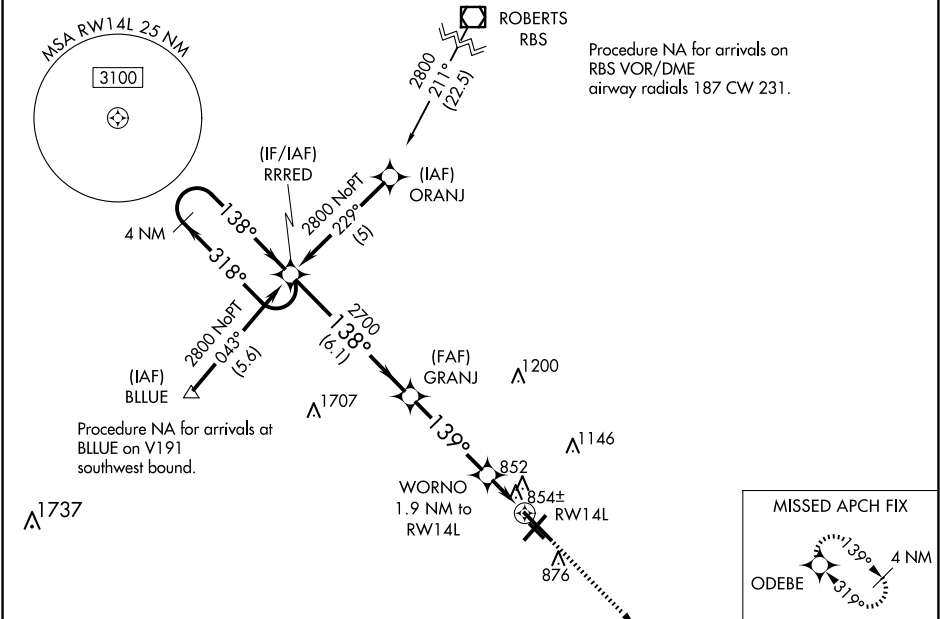 MSA RW14L 25 NM
3100
ROBERTS
RBS
Procedure NA for arrivals on
RBS VOR/DME
airway radials 187 CW 231.
2800
211°
(22.5)
(IF/IAF)
RRRED
(IAF)
ORANJ
2800 NoPT
229°
(5)
138°
4 NM
318°
2800 NoPT
043°
(5.6)
2700
138°
(6.1)
(IAF)
BLLUE
(FAF)
GRANJ
1200
1707
Procedure NA for arrivals at
BLLUE on V191
southwest bound.
139°
1146
1737
WORNO
1.9 NM to
RW14L
852
854±
RW14L
876
MISSED APCH FIX
139°
4 NM
ODEBE
319°